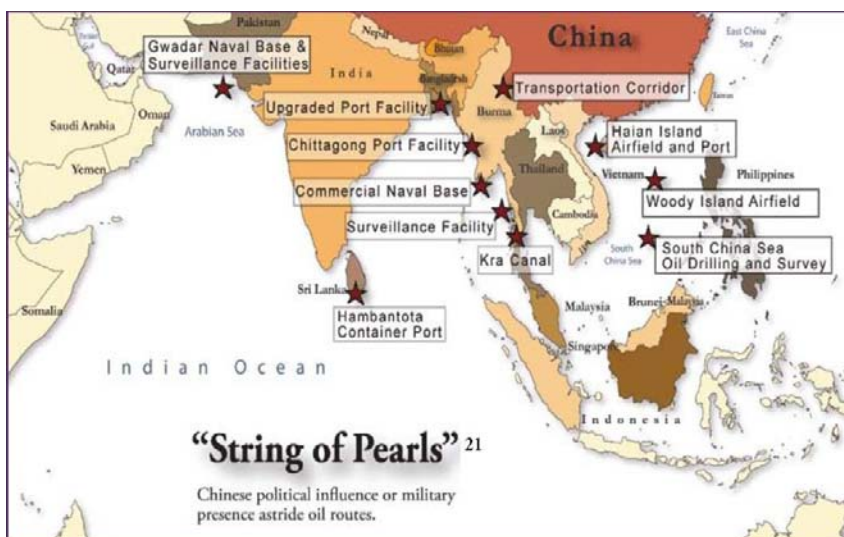 Pakistan
Nepal
Bhutan
China
East China
Sea
Gwadar Naval Base &
Surveillance Facilities
Qatar
India
Bangladesh
Taiwan
Transportation Corridor
Upgraded Port Facility
Burma
Oman
Saudi Arabia
Arabian Sea
Laos
Haian Island
Airfield and Port
Chittagong Port Facility
Yemen
Thailand
Vietnam
Philippines
Commercial Naval Base
Woody Island Airfield
Cambodia
Surveillance Facility
South
China Sea
South China Sea
Oil Drilling and Survey
Kra Canal
Somalia
Sri Lanka
Malaysia
Brunei
Malaysia
Hambantota
Container Port
Singapore
Indian Ocean
Indonesia
“String of Pearls” 21
Chinese political influence or military
presence astride oil routes.